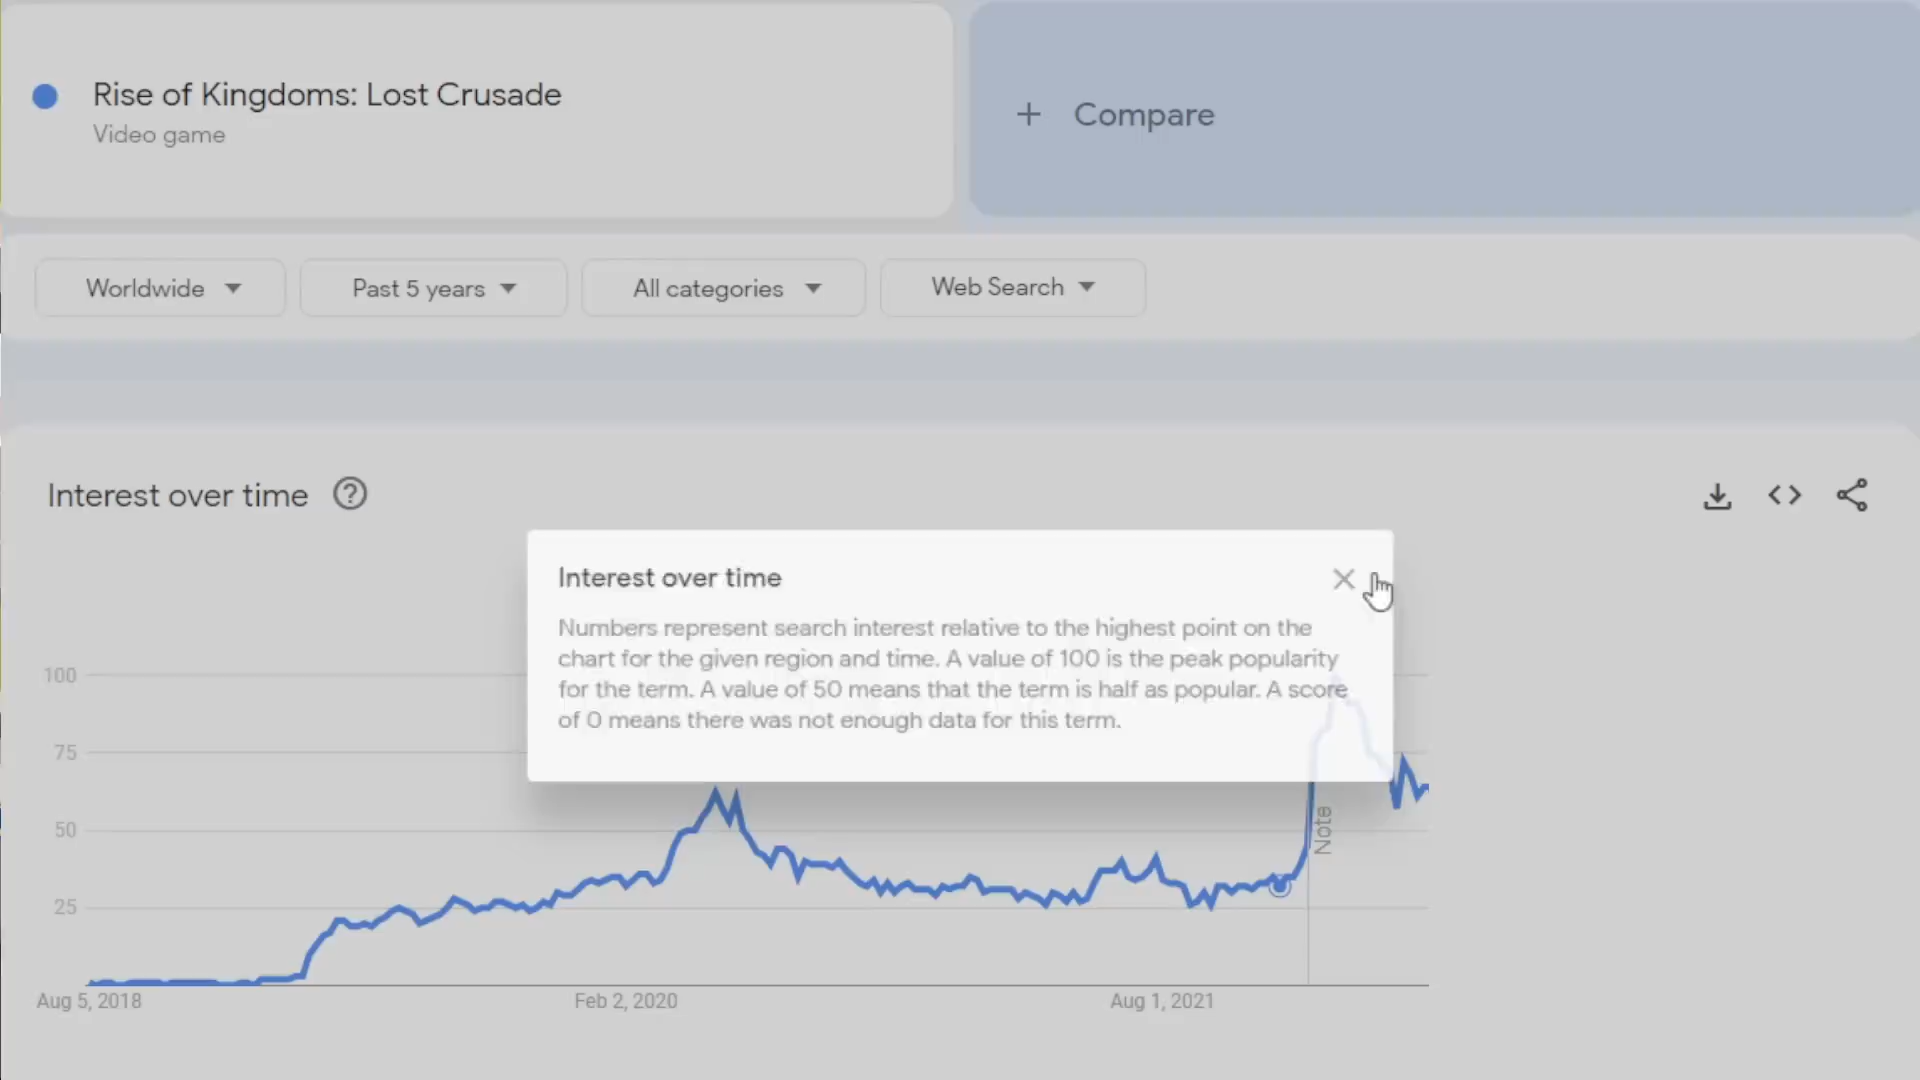 Rise of Kingdoms: Lost Crusade
Video game
+ Compare
Worldwide
Past 5 years
All categories
Web Search
Interest over time
Interest over time
Numbers represent search interest relative to the highest point on the
chart for the given region and time. A value of 100 is the peak popularity
for the term. A value of 50 means that the term is half as popular. A score
of 0 means there was not enough data for this term.
100
75
50
25
Note
Aug 5, 2018
Feb 2, 2020
Aug 1, 2021